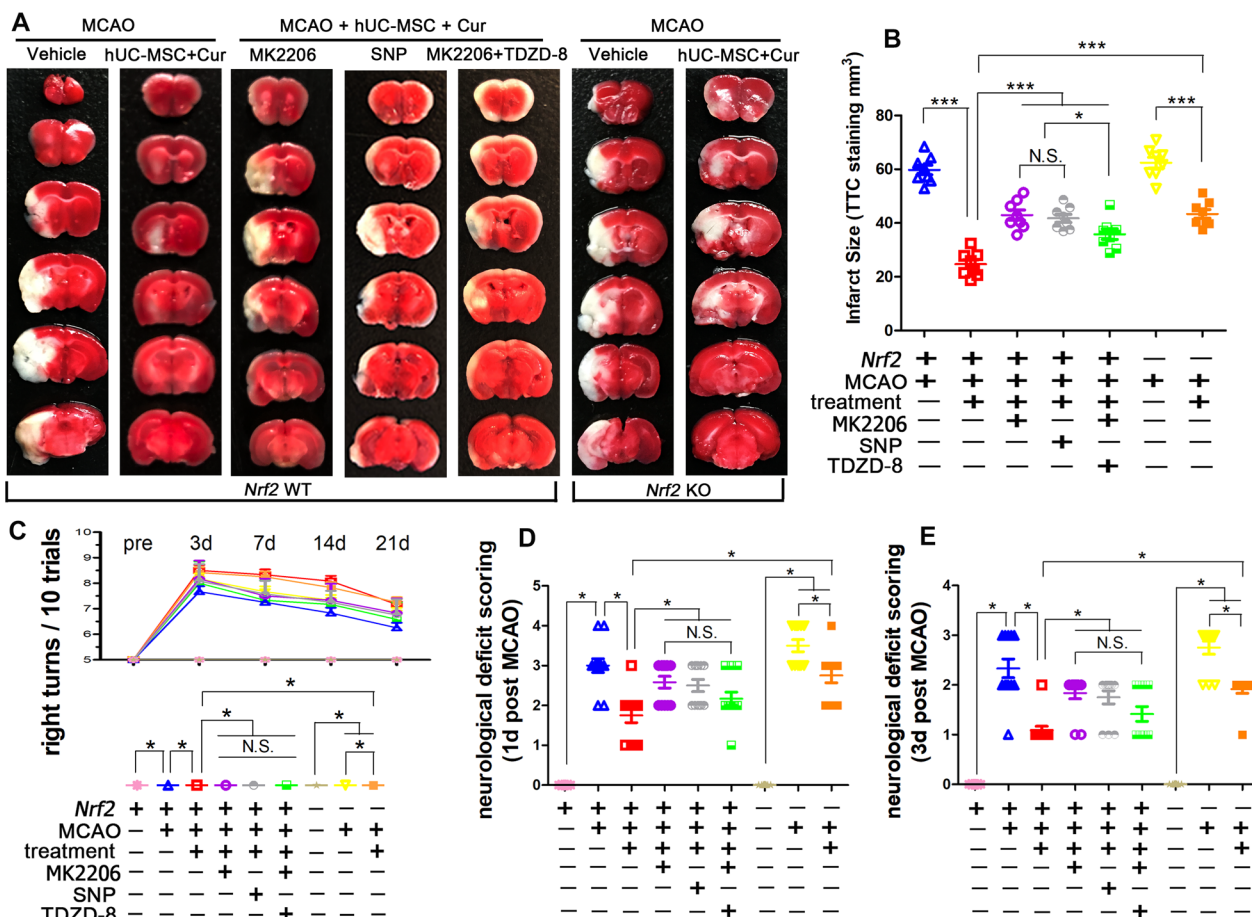 A
MCAO
MCAO + hUC-MSC + Cur
MCAO
Vehicle
hUC-MSC+Cur
MK2206
SNP
MK2206+TDZD-8
Vehicle
hUC-MSC+Cur
Nrf2 WT
Nrf2 KO
B
Infarct Size (TTC staining mm3)
80
60
40
20
0
***
***
***
*
N.S.
***
Nrf2 + + + + + — —
MCAO + + + + + + +
treatment — + + + + — +
MK2206 — — + — + — —
SNP — — — + — — —
TDZD-8 — — — — + — —
C
right turns / 10 trials
10
9
8
7
6
5
pre 3d 7d 14d 21d
*
*
*
N.S.
* *
*
Nrf2 + + + + + + — — —
MCAO — + + + + + — + +
treatment — — + + + + — — +
MK2206 — — — + — + — — —
SNP — — — — + — — — —
TDZD-8 — — — — — + — — —
D
neurological deficit scoring
(1d post MCAO)
5
4
3
2
1
0
*
*
* * * *
N.S.
+ + + + + + — — —
— + + + + + — + +
— — + + + + — — +
— — — + — + — — —
— — — — + — — — —
— — — — — + — — —
E
neurological deficit scoring
(3d post MCAO)
4
3
2
1
0
*
*
* * * *
N.S.
+ + + + + + — — —
— + + + + + — + +
— — + + + + — — +
— — — + — + — — —
— — — — + — — — —
— — — — — + — — —